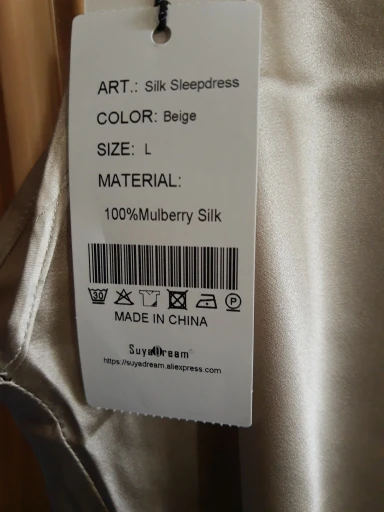 ART.: Silk Sleepdress
COLOR: Beige
SIZE: L
MATERIAL:
100%Mulberry Silk
30 P
MADE IN CHINA
SuyaDream
https://suyadream.aliexpress.com